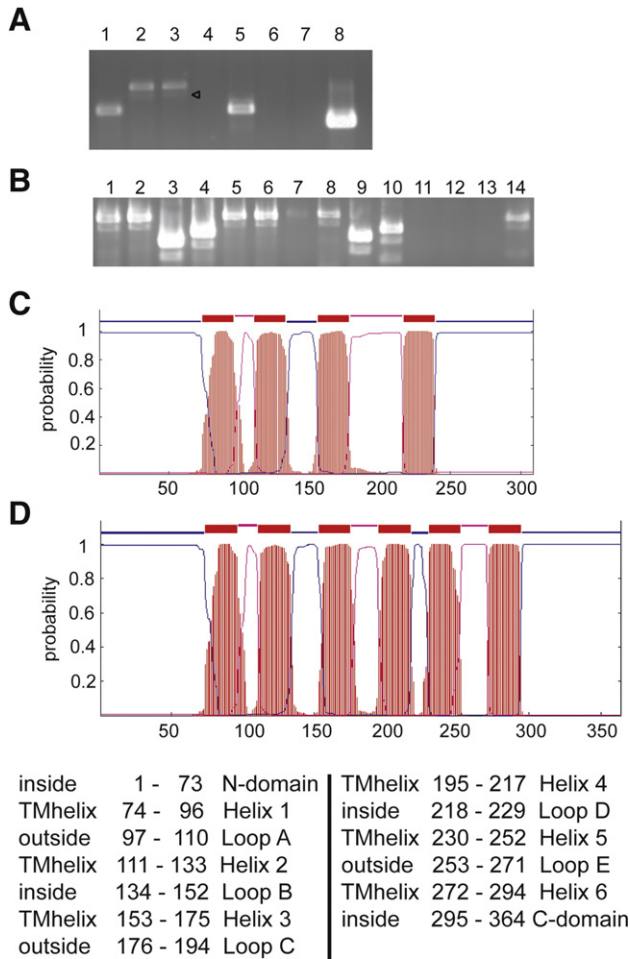 A
1 2 3 4 5 6 7 8
B
1 2 3 4 5 6 7 8 9 10 11 12 13 14
C
probability
1
0.8
0.6
0.4
0.2
50 100 150 200 250 300
D
probability
1
0.8
0.6
0.4
0.2
50 100 150 200 250 300 350
inside 1 - 73 N-domain
TMhelix 74 - 96 Helix 1
outside 97 - 110 Loop A
TMhelix 111 - 133 Helix 2
inside 134 - 152 Loop B
TMhelix 153 - 175 Helix 3
outside 176 - 194 Loop C
TMhelix 195 - 217 Helix 4
inside 218 - 229 Loop D
TMhelix 230 - 252 Helix 5
outside 253 - 271 Loop E
TMhelix 272 - 294 Helix 6
inside 295 - 364 C-domain